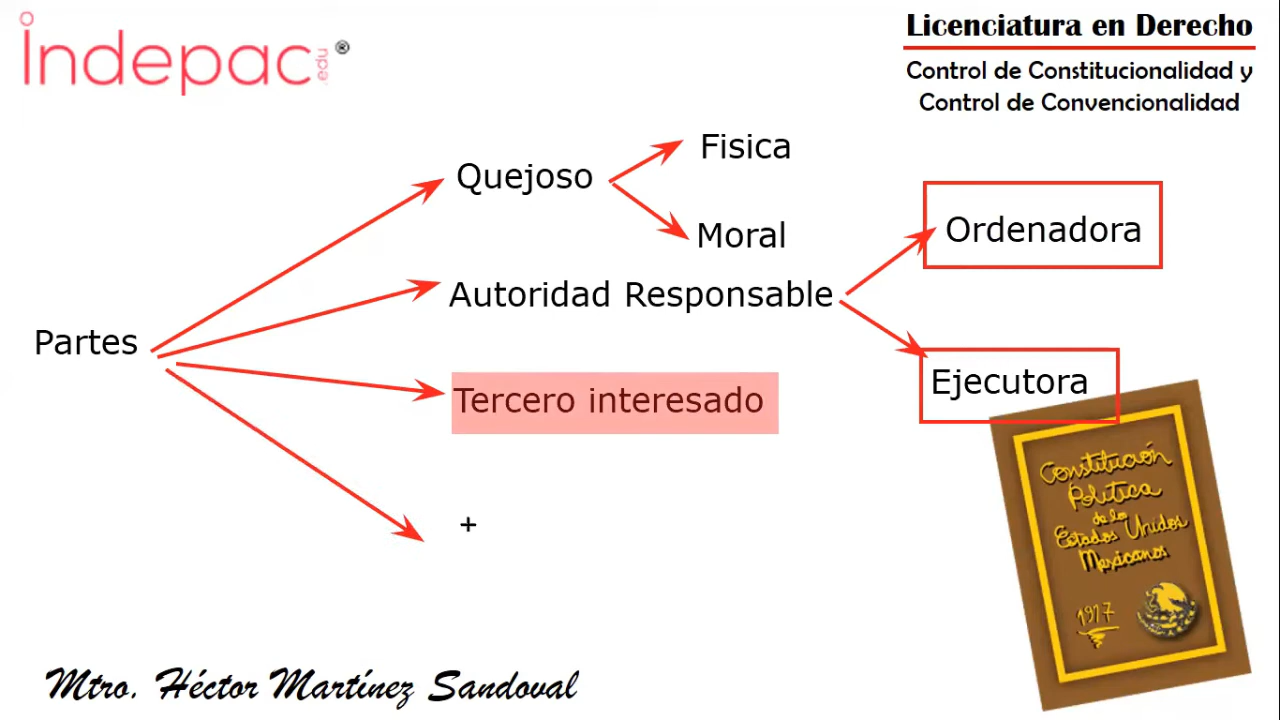 indepac.edu®
Licenciatura en Derecho
Control de Constitucionalidad y
Control de Convencionalidad
Partes
Quejoso
Fisica
Moral
Autoridad Responsable
Ordenadora
Ejecutora
Tercero interesado
+
Constitución
Política
de los
Estados Unidos
Mexicanos
1917
Mtro. Héctor Martínez Sandoval